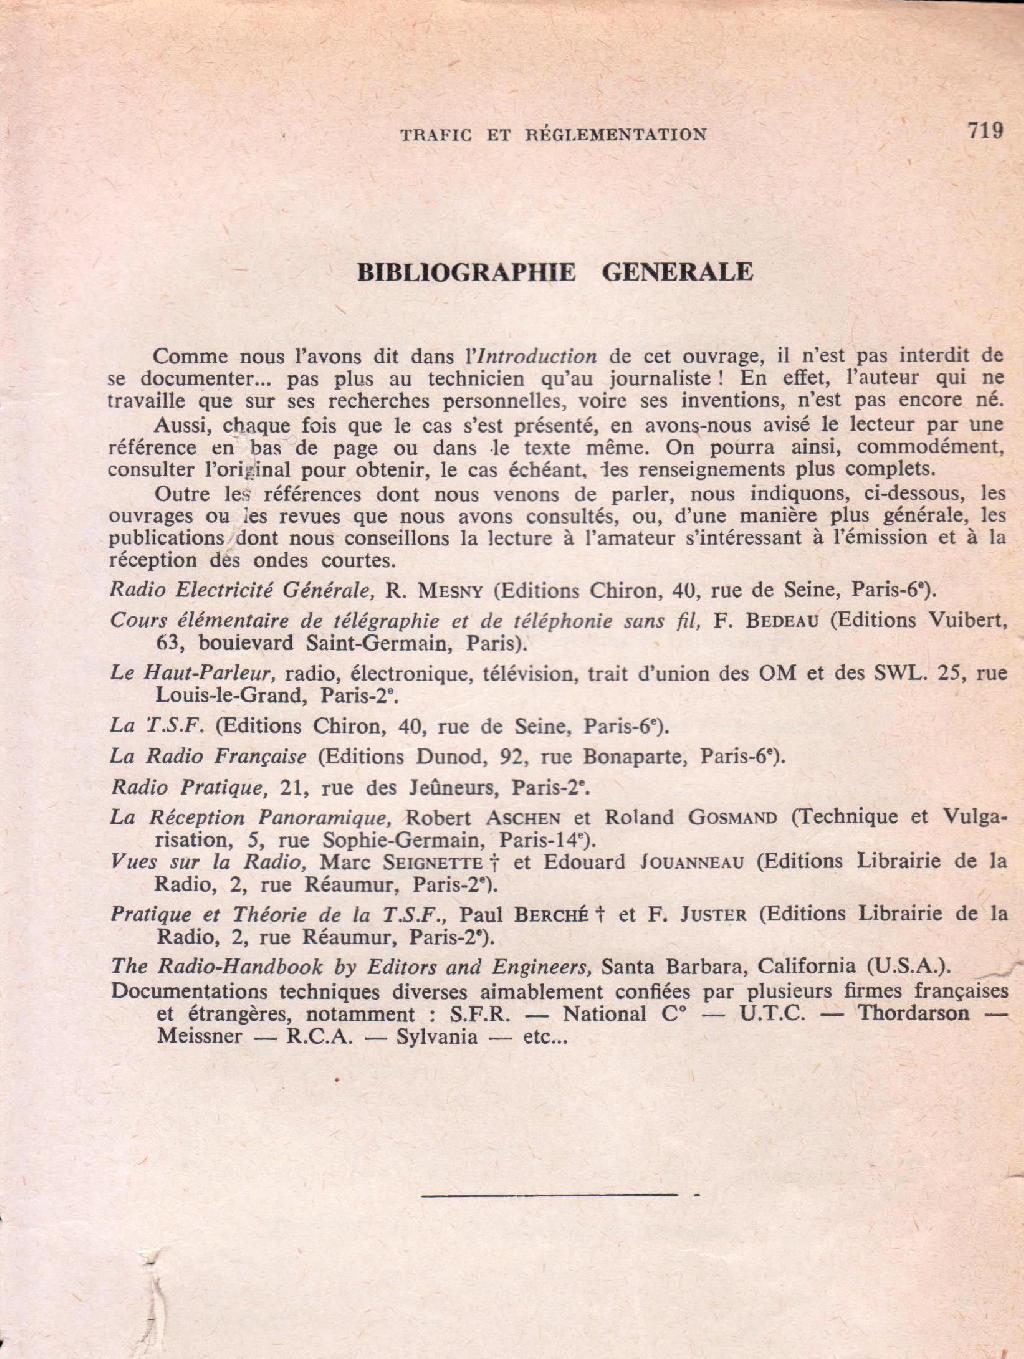 TRAFIC ET RÉGLEMENTATION 719
BIBLIOGRAPHIE GENERALE
Comme nous l'avons dit dans l'Introduction de cet ouvrage, il n'est pas interdit de
se documenter... pas plus au technicien qu'au journaliste ! En effet, l'auteur qui ne
travaille que sur ses recherches personnelles, voire ses inventions, n'est pas encore né.
Aussi, chaque fois que le cas s'est présenté, en avons-nous avisé le lecteur par une
référence en bas de page ou dans le texte même. On pourra ainsi, commodément,
consulter l'original pour obtenir, le cas échéant, les renseignements plus complets.
Outre les références dont nous venons de parler, nous indiquons, ci-dessous, les
ouvrages ou les revues que nous avons consultés, ou, d'une manière plus générale, les
publications dont nous conseillons la lecture à l'amateur s'intéressant à l'émission et à la
réception des ondes courtes.
Radio Electricité Générale, R. MESNY (Editions Chiron, 40, rue de Seine, Paris-6e).
Cours élémentaire de télégraphie et de téléphonie sans fil, F. BEDEAU (Editions Vuibert,
63, boulevard Saint-Germain, Paris).
Le Haut-Parleur, radio, électronique, télévision, trait d'union des OM et des SWL. 25, rue
Louis-le-Grand, Paris-2e.
La T.S.F. (Editions Chiron, 40, rue de Seine, Paris-6e).
La Radio Française (Editions Dunod, 92, rue Bonaparte, Paris-6e).
Radio Pratique, 21, rue des Jeûneurs, Paris-2e.
La Réception Panoramique, Robert ASCHEN et Roland GOSMAND (Technique et Vulga-
risation, 5, rue Sophie-Germain, Paris-14e).
Vues sur la Radio, Marc SEIGNETTE † et Edouard JOUANNEAU (Editions Librairie de la
Radio, 2, rue Réaumur, Paris-2e).
Pratique et Théorie de la T.S.F., Paul BERCHÉ † et F. JUSTER (Editions Librairie de la
Radio, 2, rue Réaumur, Paris-2e).
The Radio-Handbook by Editors and Engineers, Santa Barbara, California (U.S.A.).
Documentations techniques diverses aimablement confiées par plusieurs firmes françaises
et étrangères, notamment : S.F.R. — National C° — U.T.C. — Thordarson —
Meissner — R.C.A. — Sylvania — etc...